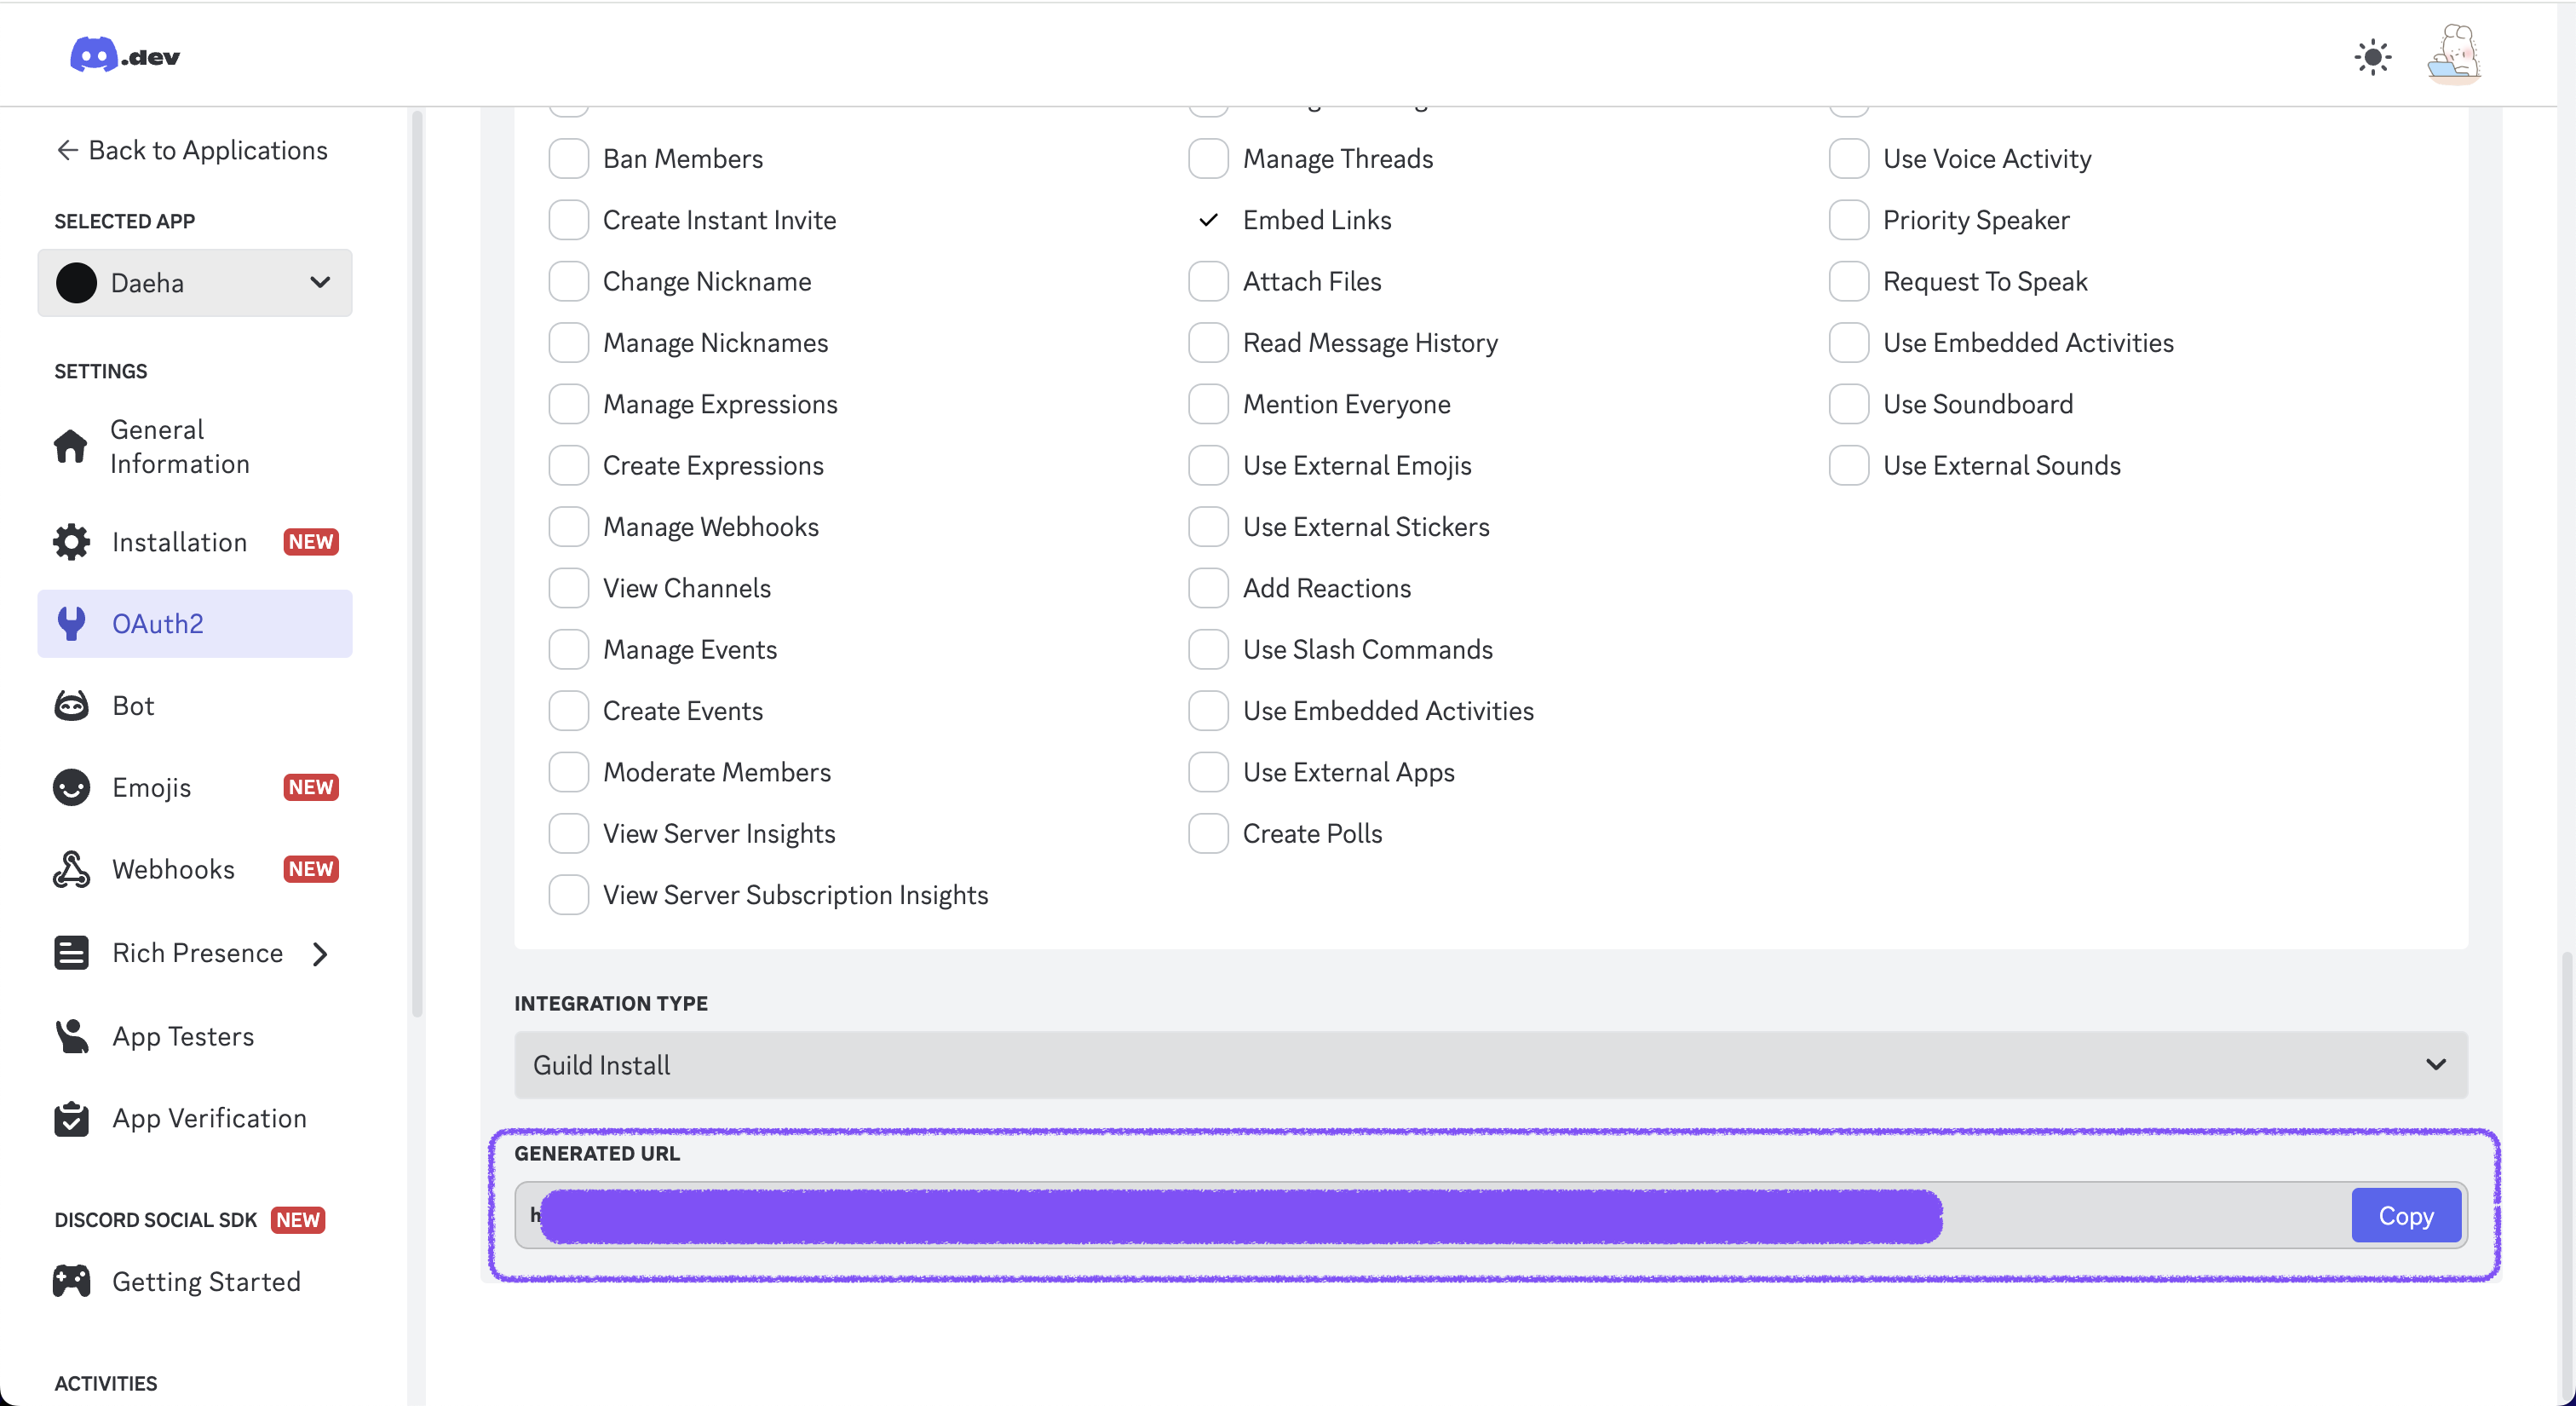 .dev
Back to Applications
SELECTED APP
Daeha
SETTINGS
General
Information
Installation NEW
OAuth2
Bot
Emojis NEW
Webhooks NEW
Rich Presence
App Testers
App Verification
DISCORD SOCIAL SDK NEW
Getting Started
ACTIVITIES
Ban Members
Create Instant Invite
Change Nickname
Manage Nicknames
Manage Expressions
Create Expressions
Manage Webhooks
View Channels
Manage Events
Create Events
Moderate Members
View Server Insights
View Server Subscription Insights
Manage Threads
Embed Links
Attach Files
Read Message History
Mention Everyone
Use External Emojis
Use External Stickers
Add Reactions
Use Slash Commands
Use Embedded Activities
Use External Apps
Create Polls
Use Voice Activity
Priority Speaker
Request To Speak
Use Embedded Activities
Use Soundboard
Use External Sounds
INTEGRATION TYPE
Guild Install
GENERATED URL
h
Copy